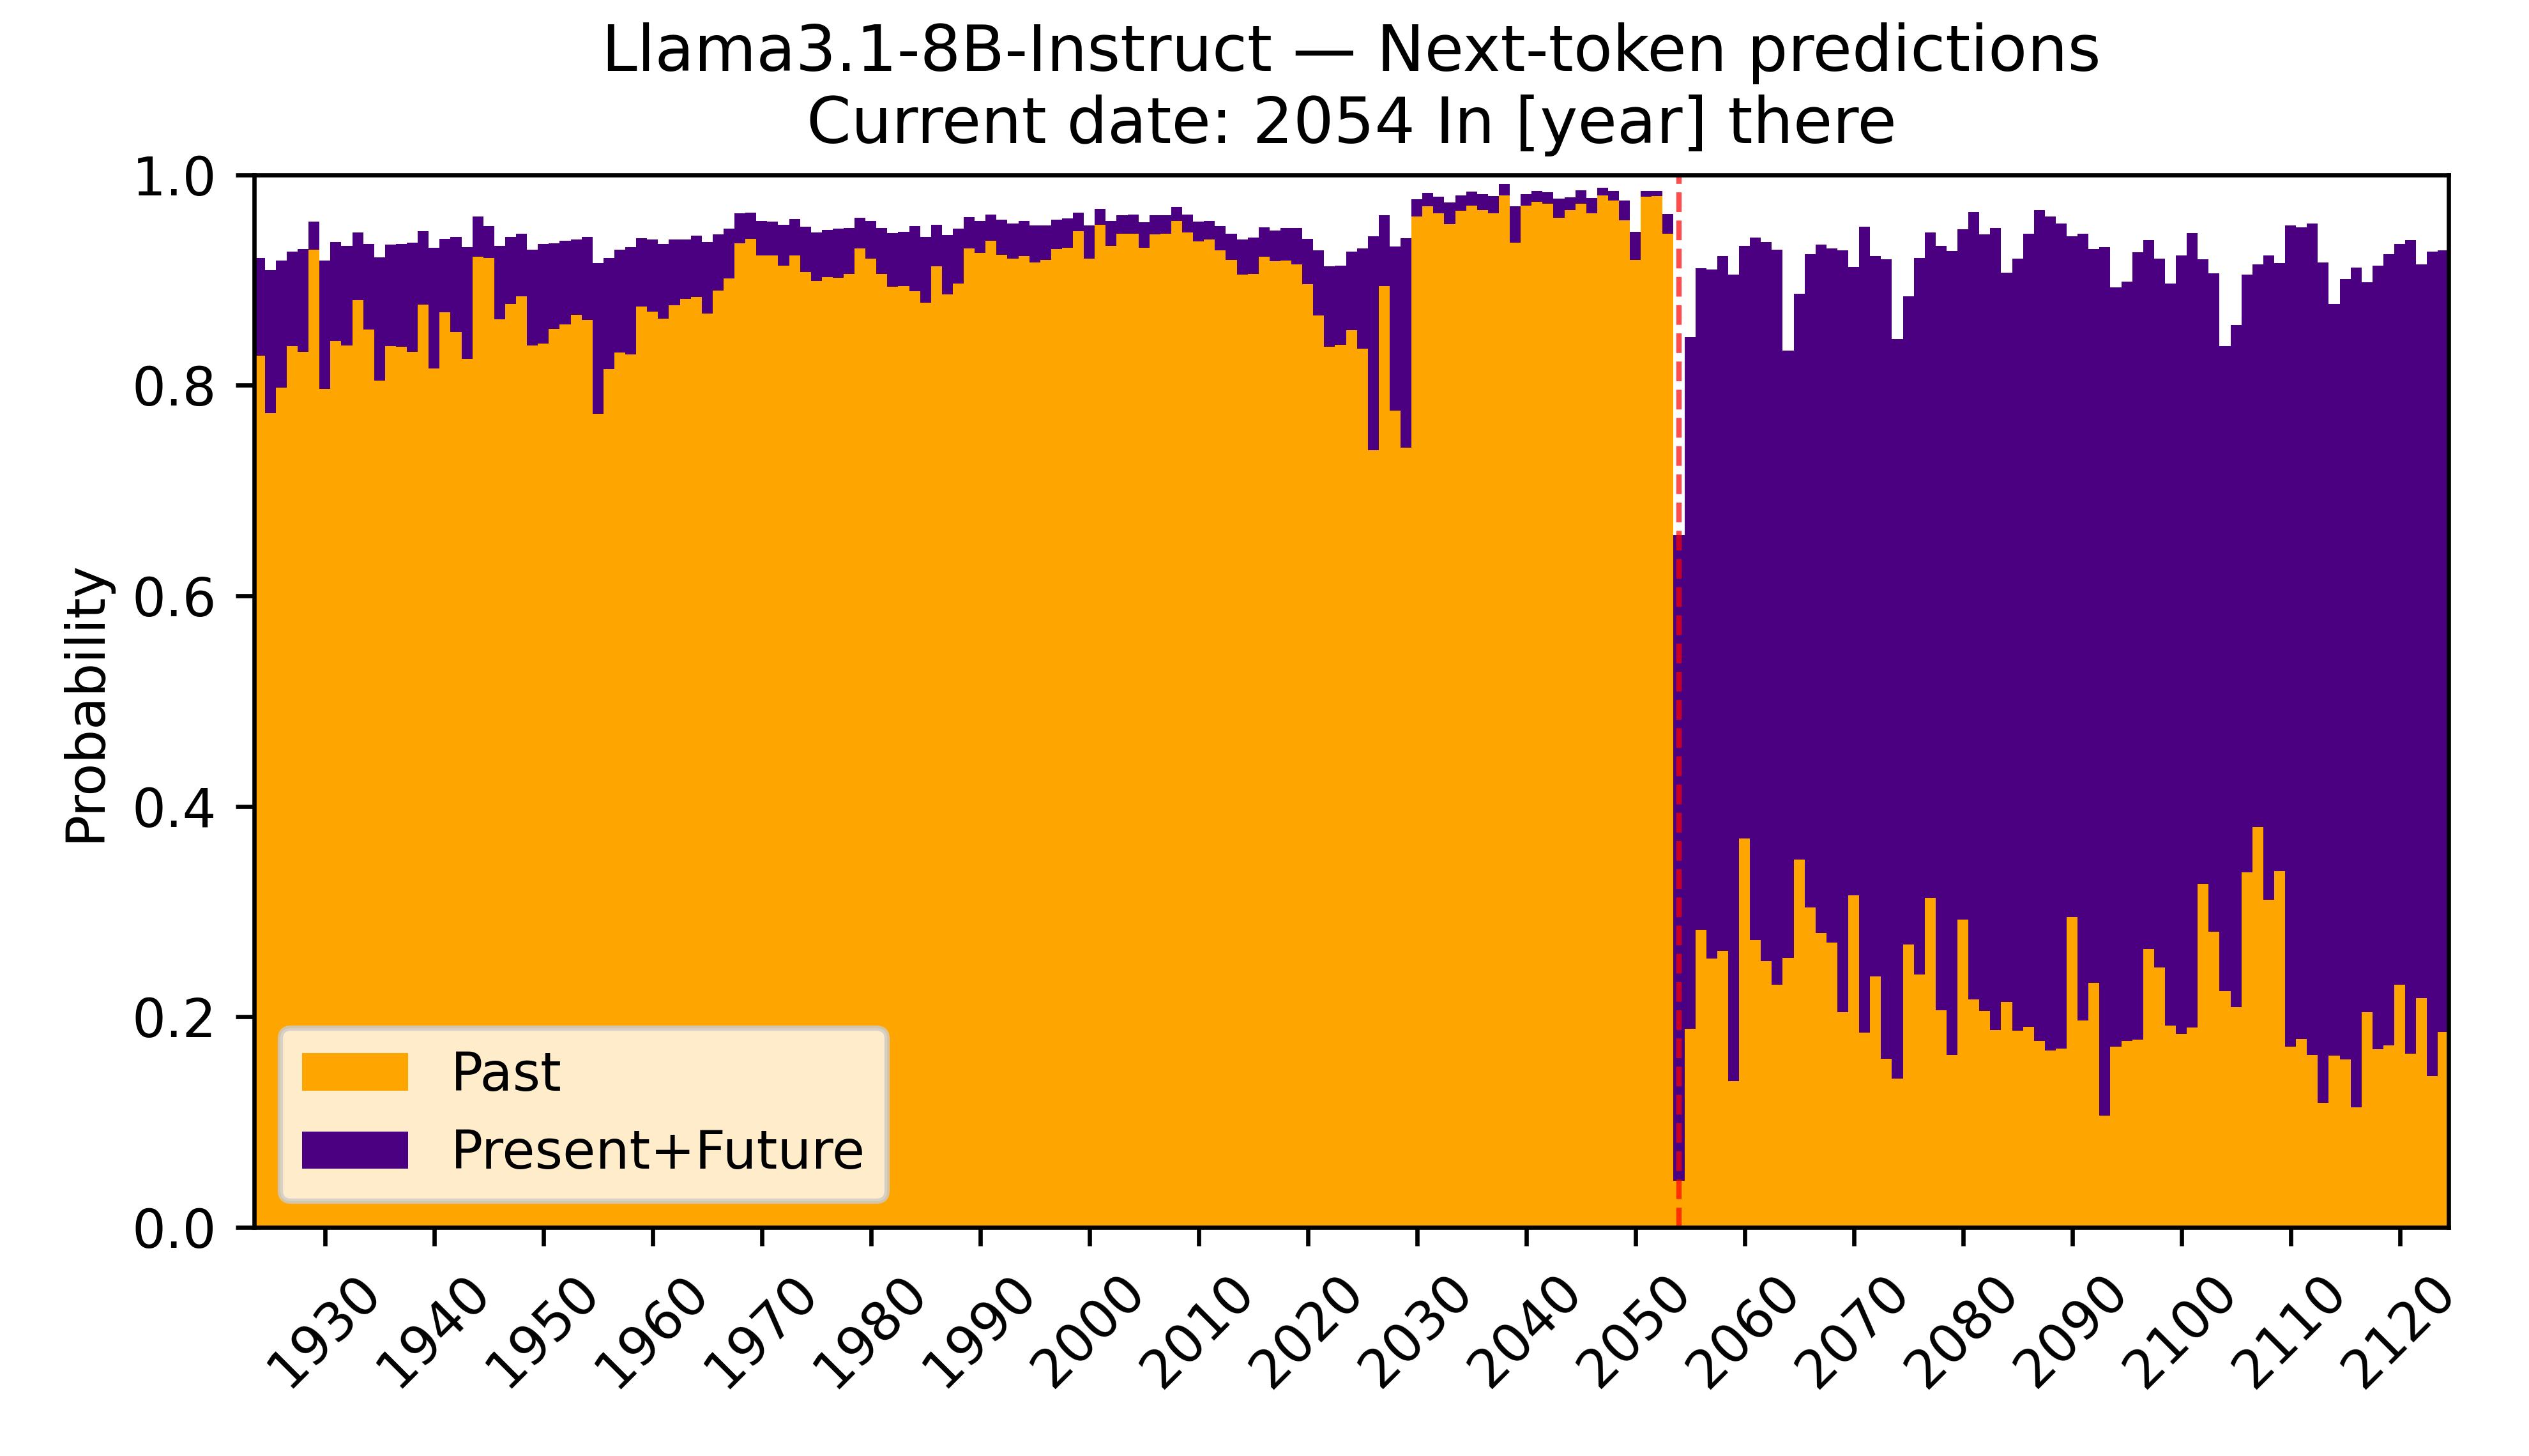 Llama3.1-8B-Instruct — Next-token predictions
Current date: 2054 In [year] there
Probability
1.0
0.8
0.6
0.4
0.2
0.0
Past
Present+Future
1930 1940 1950 1960 1970 1980 1990 2000 2010 2020 2030 2040 2050 2060 2070 2080 2090 2100 2110 2120